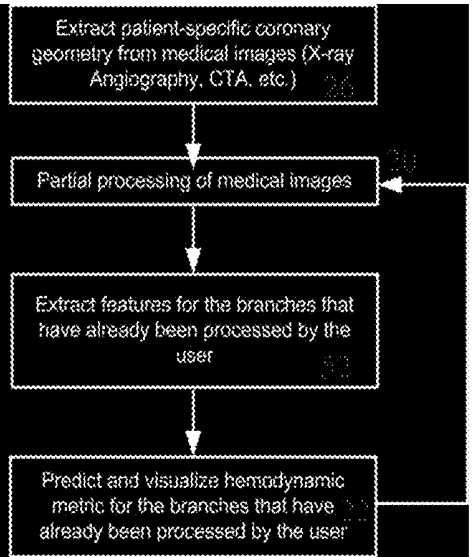 Extract patient-specific coronary
geometry from medical images (X-ray
Angiography, CTA, etc.)
26
Partial processing of medical images
30
Extract features for the branches that
have already been processed by the
user
Predict and visualize hemodynamic
metric for the branches that have
already been processed by the user